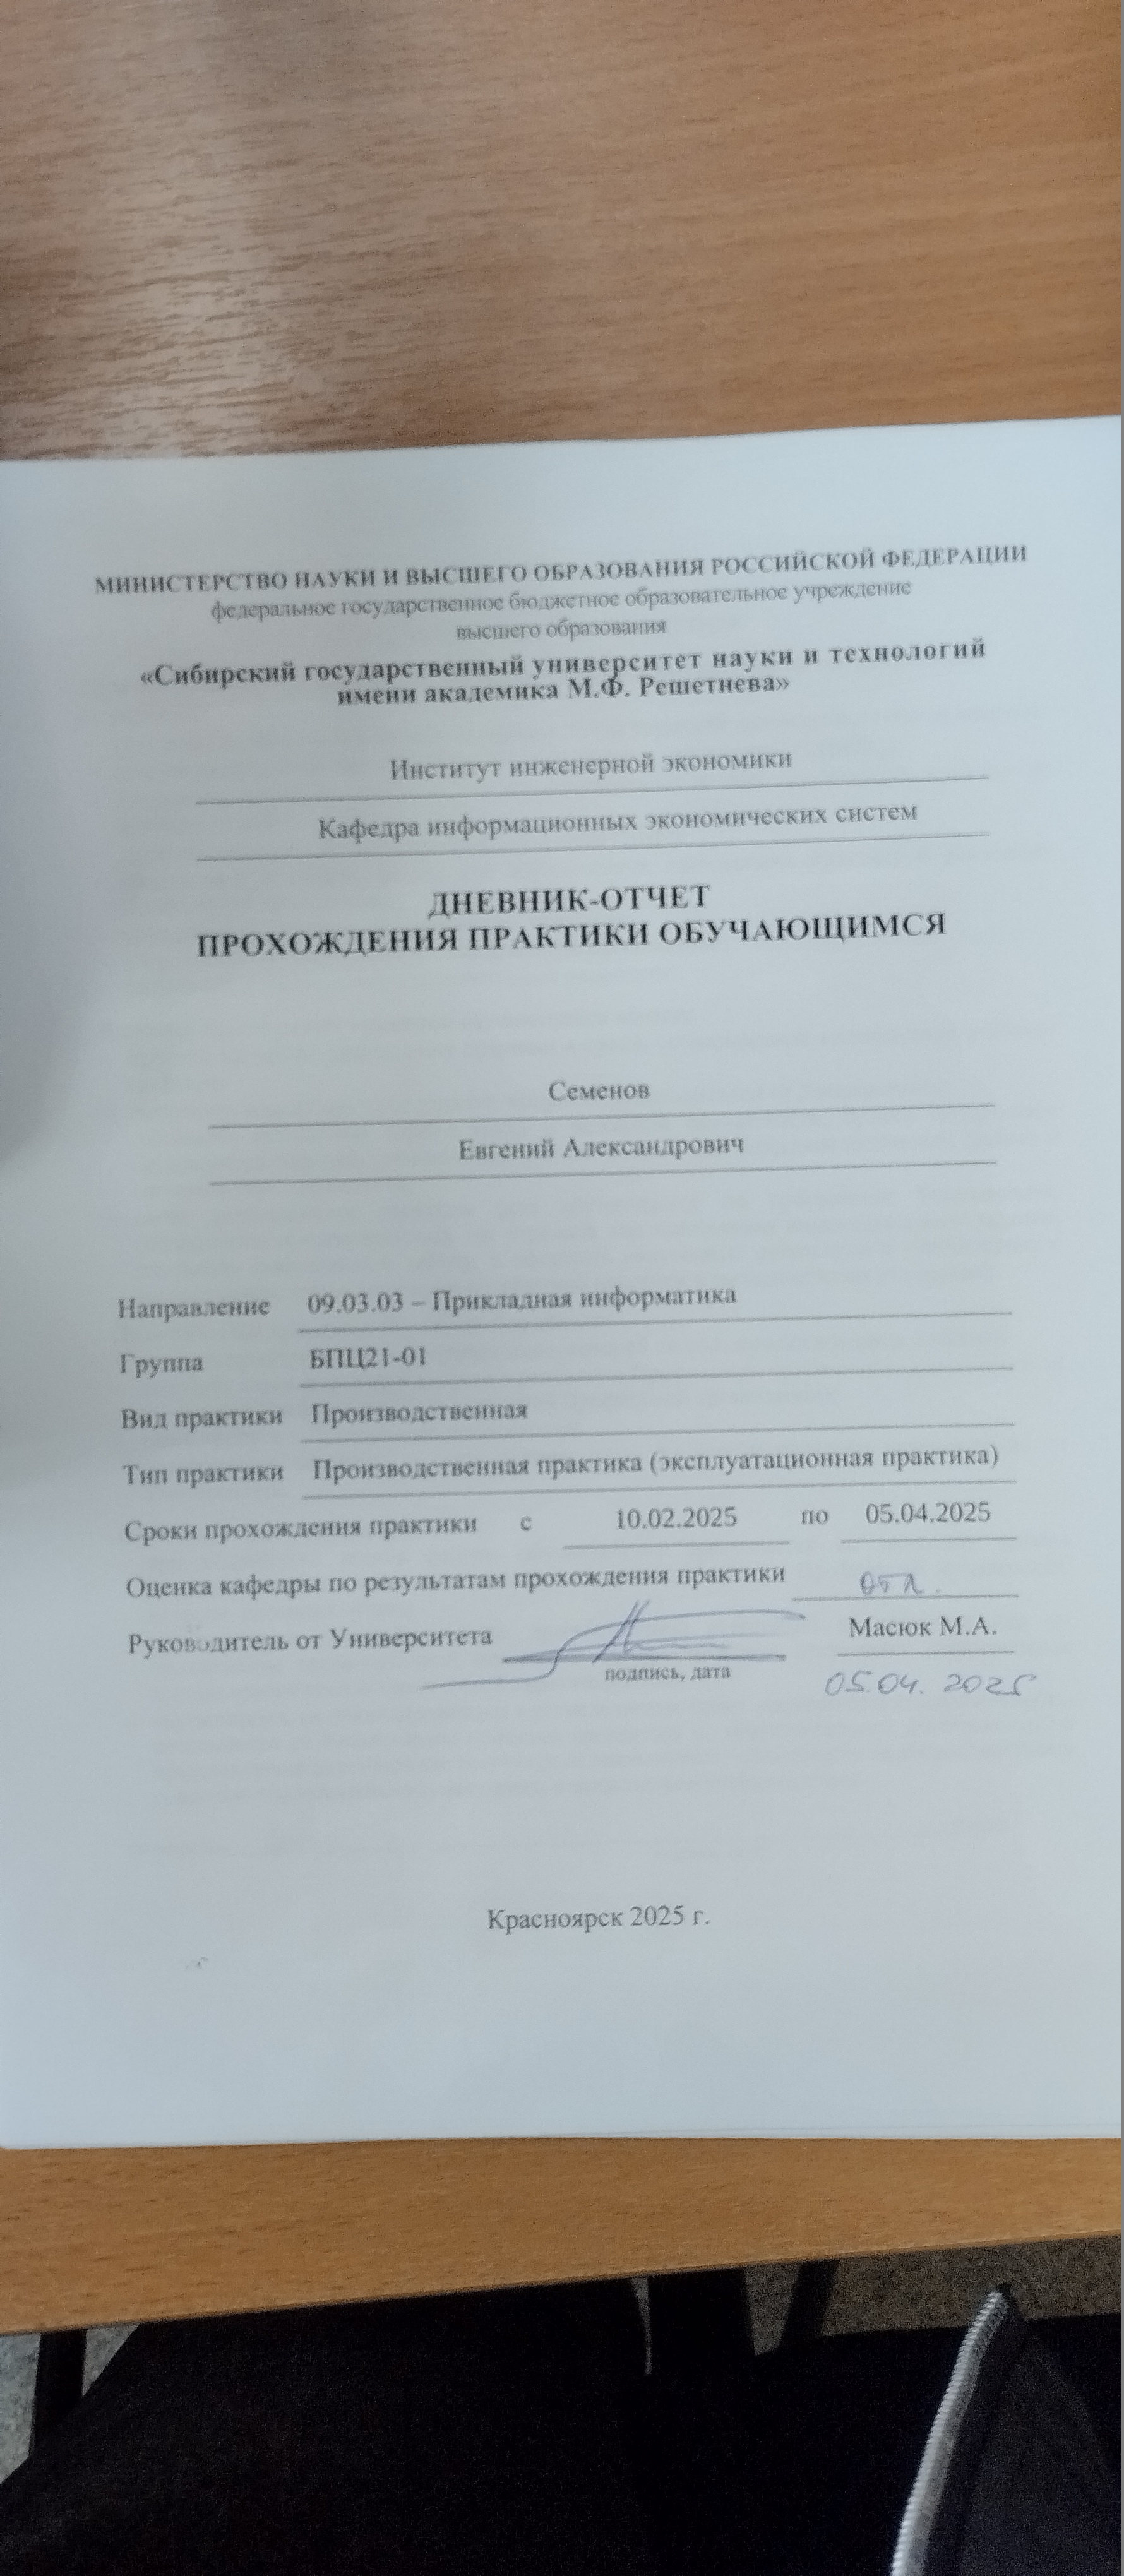 МИНИСТЕРСТВО НАУКИ И ВЫСШЕГО ОБРАЗОВАНИЯ РОССИЙСКОЙ ФЕДЕРАЦИИ
федеральное государственное бюджетное образовательное учреждение
высшего образования
«Сибирский государственный университет науки и технологий
имени академика М.Ф. Решетнева»
Институт инженерной экономики
Кафедра информационных экономических систем
ДНЕВНИК-ОТЧЕТ
ПРОХОЖДЕНИЯ ПРАКТИКИ ОБУЧАЮЩИМСЯ
Семенов
Евгений Александрович
Направление 09.03.03 – Прикладная информатика
Группа БПЦ21-01
Вид практики Производственная
Тип практики Производственная практика (эксплуатационная практика)
Сроки прохождения практики с 10.02.2025 по 05.04.2025
Оценка кафедры по результатам прохождения практики отл.
Руководитель от Университета Масюк М.А.
подпись, дата 05.04.2025
Красноярск 2025 г.